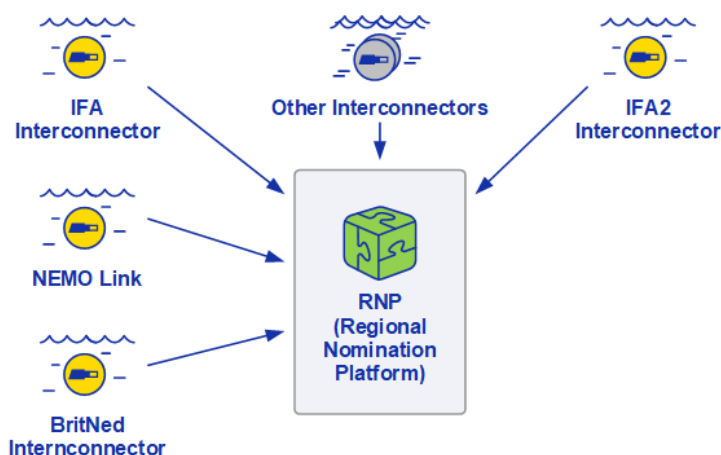 IFA
Interconnector
Other Interconnectors
IFA2
Interconnector
NEMO Link
RNP
(Regional
Nomination
Platform)
BritNed
Internconnector